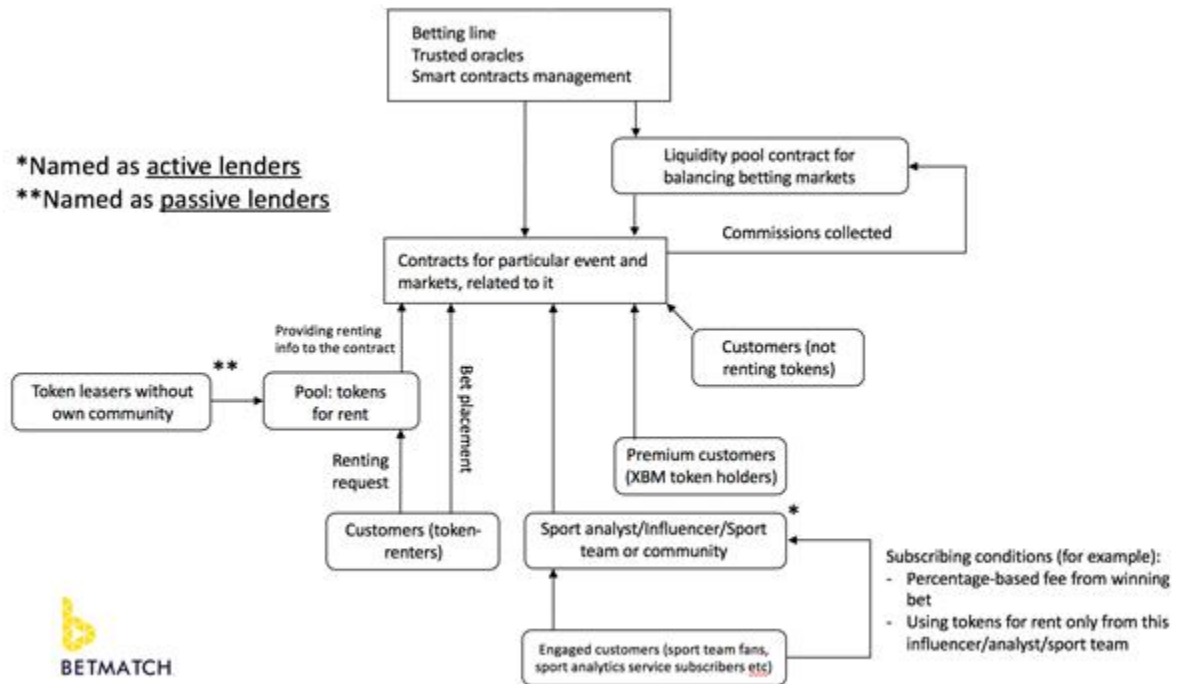 Betting line
Trusted oracles
Smart contracts management
*Named as active lenders
**Named as passive lenders
Liquidity pool contract for
balancing betting markets
Commissions collected
Contracts for particular event and
markets, related to it
Providing renting
info to the contract
Customers (not
renting tokens)
**
Token leasers without
own community
Pool: tokens
for rent
Bet placement
Renting
request
Premium customers
(XBM token holders)
*
Customers (token-
renters)
Sport analyst/Influencer/Sport
team or community
Subscribing conditions (for example):
- Percentage-based fee from winning
bet
- Using tokens for rent only from this
influencer/analyst/sport team
Engaged customers (sport team fans,
sport analytics service subscribers etc)
BETMATCH